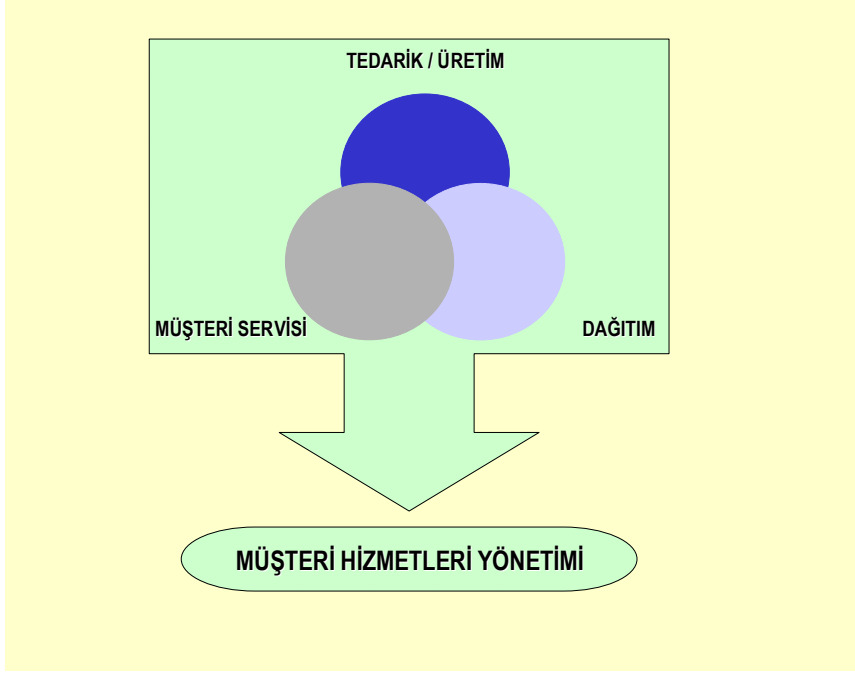 TEDARİK / ÜRETİM
MÜŞTERİ SERVİSİ
DAĞITIM
MÜŞTERİ HİZMETLERİ YÖNETİMİ